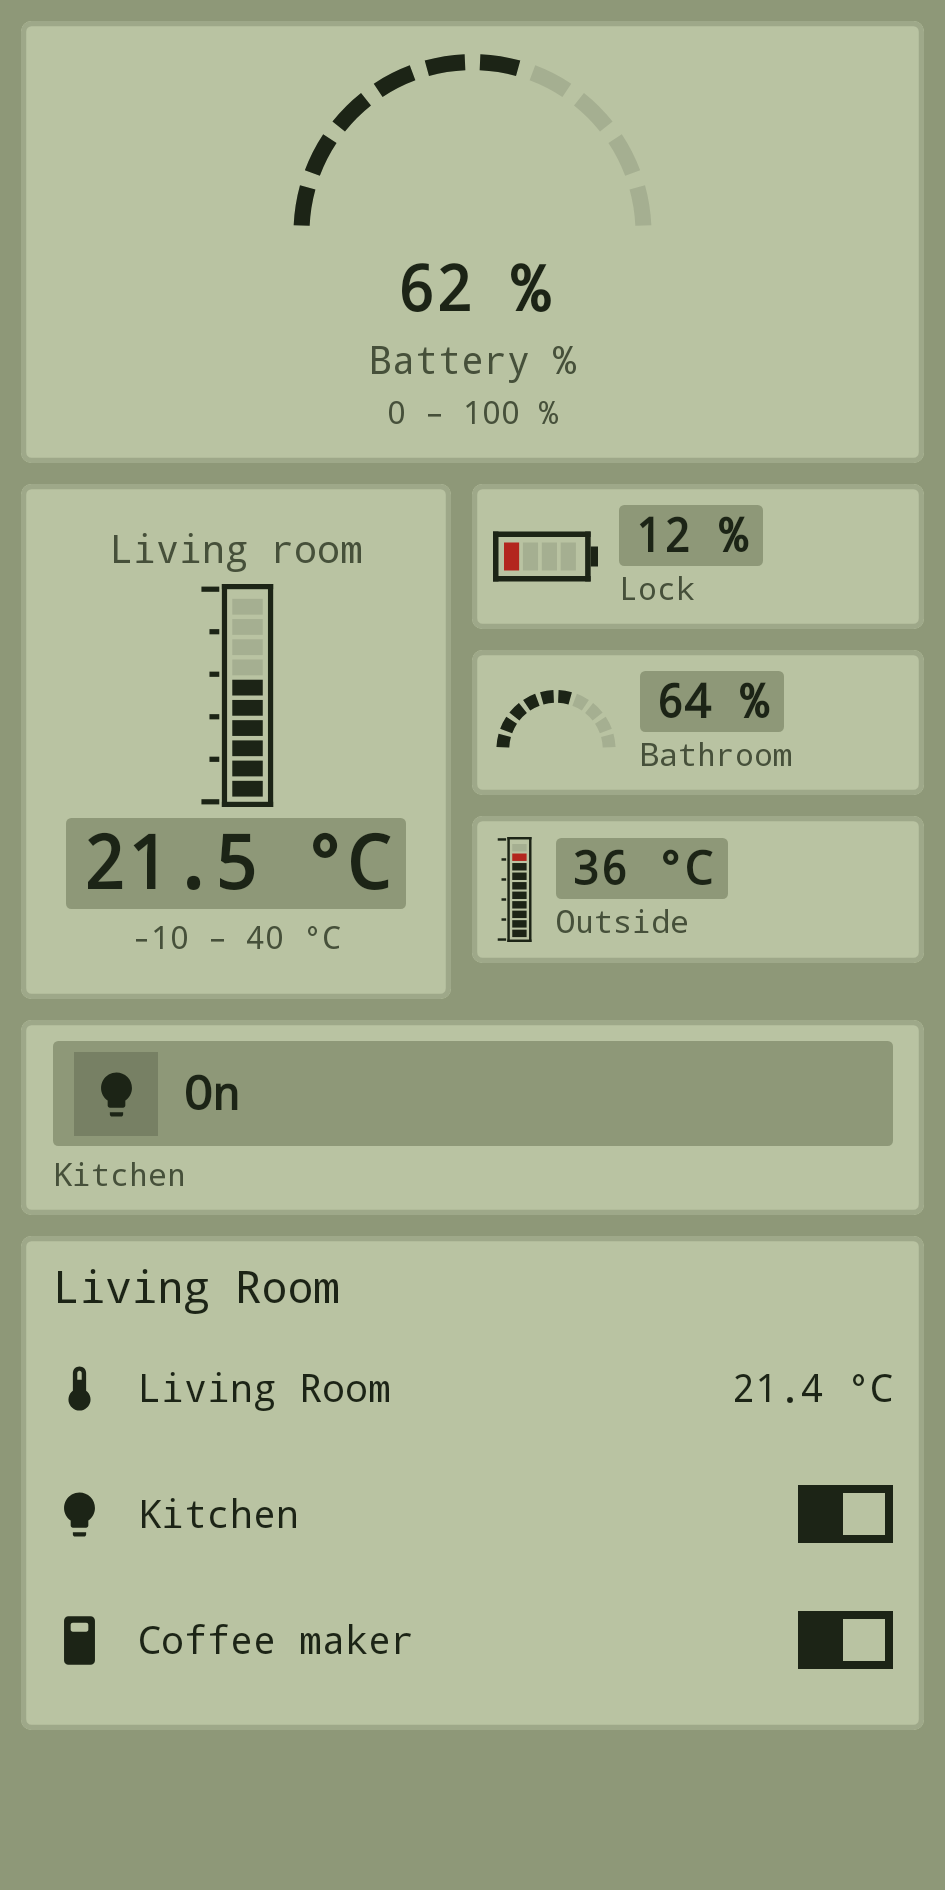 62 %
Battery %
0 – 100 %
Living room
21.5 °C
-10 – 40 °C
12 %
Lock
64 %
Bathroom
36 °C
Outside
On
Kitchen
Living Room
Living Room 21.4 °C
Kitchen
Coffee maker